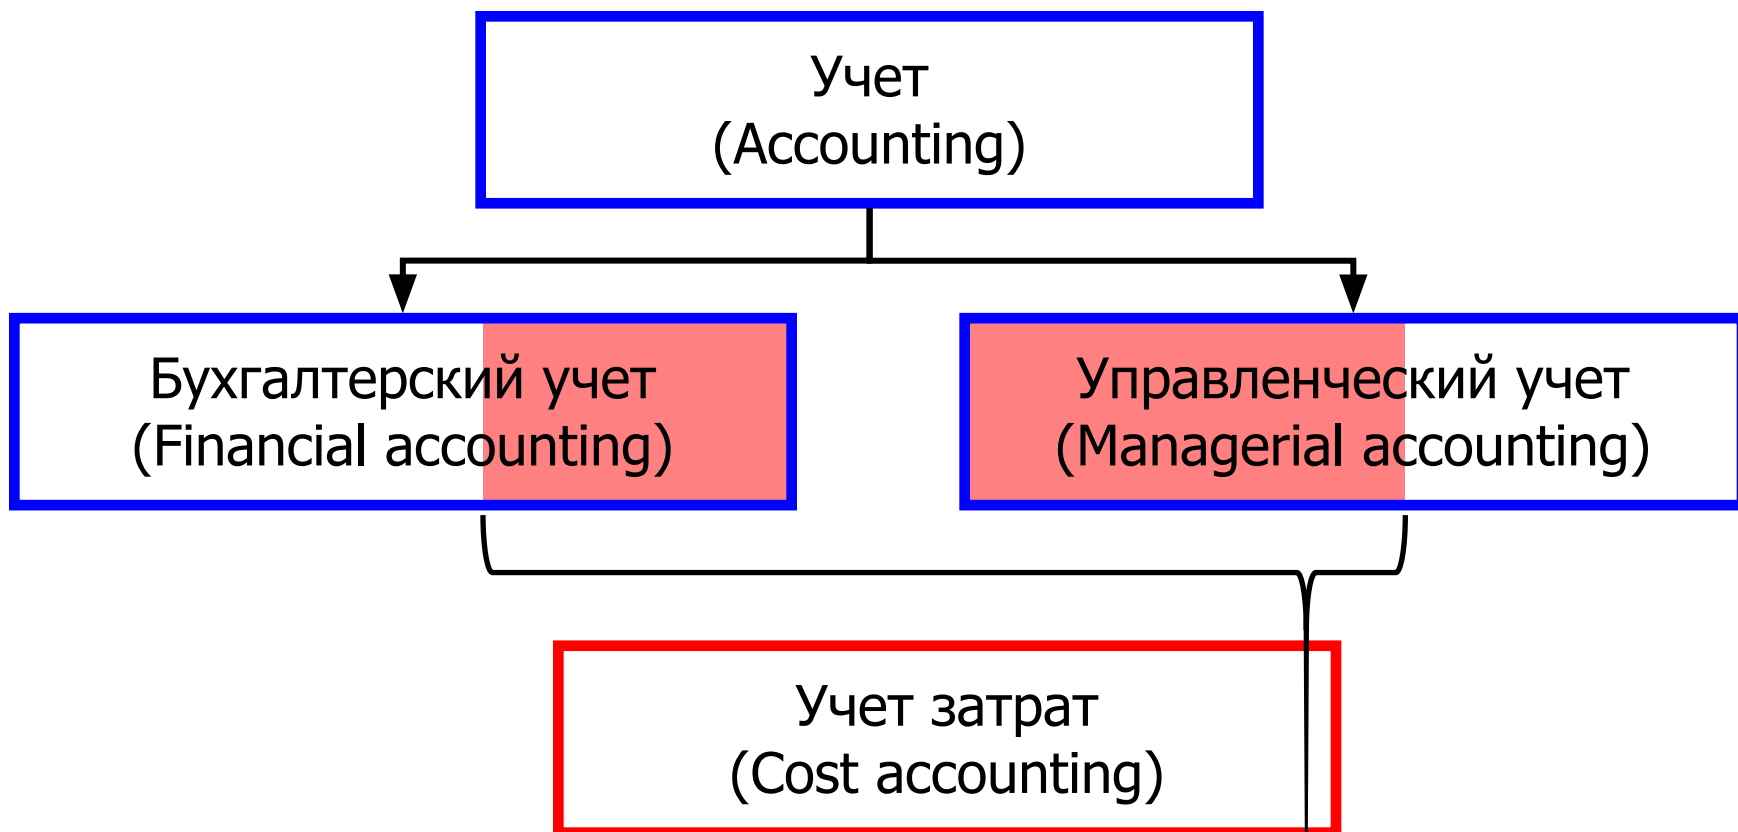 Учет
(Accounting)
Бухгалтерский учет
(Financial accounting)
Управленческий учет
(Managerial accounting)
Учет затрат
(Cost accounting)